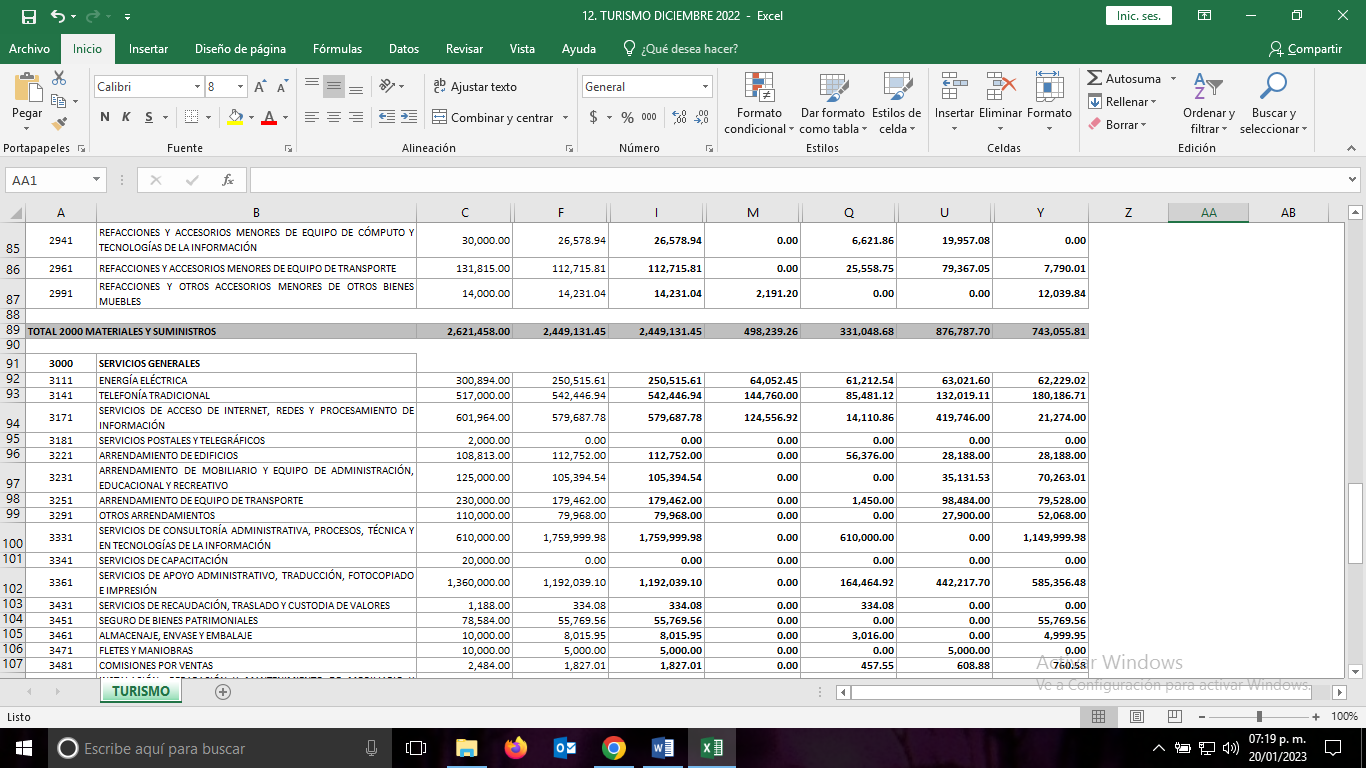 12. TURISMO DICIEMBRE 2022 - Excel
Inic. ses.
Archivo Inicio Insertar Diseño de página Fórmulas Datos Revisar Vista Ayuda ¿Qué desea hacer? Compartir
Pegar
Calibri 8
N K S
Ajustar texto
Combinar y centrar
General
$ % 000
Formato condicional
Dar formato como tabla
Estilos de celda
Insertar Eliminar Formato
Autosuma
Rellenar
Borrar
Ordenar y filtrar
Buscar y seleccionar
Portapapeles Fuente Alineación Número Estilos Celdas Edición
AA1 fx
A B C F I M Q U Y Z AA AB
85 2941 REFACCIONES Y ACCESORIOS MENORES DE EQUIPO DE CÓMPUTO Y TECNOLOGÍAS DE LA INFORMACIÓN 30,000.00 26,578.94 26,578.94 0.00 6,621.86 19,957.08 0.00
86 2961 REFACCIONES Y ACCESORIOS MENORES DE EQUIPO DE TRANSPORTE 131,815.00 112,715.81 112,715.81 0.00 25,558.75 79,367.05 7,790.01
87 2991 REFACCIONES Y OTROS ACCESORIOS MENORES DE OTROS BIENES MUEBLES 14,000.00 14,231.04 14,231.04 2,191.20 0.00 0.00 12,039.84
88
89 TOTAL 2000 MATERIALES Y SUMINISTROS 2,621,458.00 2,449,131.45 2,449,131.45 498,239.26 331,048.68 876,787.70 743,055.81
90
91 3000 SERVICIOS GENERALES
92 3111 ENERGÍA ELÉCTRICA 300,894.00 250,515.61 250,515.61 64,052.45 61,212.54 63,021.60 62,229.02
93 3141 TELEFONÍA TRADICIONAL 517,000.00 542,446.94 542,446.94 144,760.00 85,481.12 132,019.11 180,186.71
94 3171 SERVICIOS DE ACCESO DE INTERNET, REDES Y PROCESAMIENTO DE INFORMACIÓN 601,964.00 579,687.78 579,687.78 124,556.92 14,110.86 419,746.00 21,274.00
95 3181 SERVICIOS POSTALES Y TELEGRÁFICOS 2,000.00 0.00 0.00 0.00 0.00 0.00 0.00
96 3221 ARRENDAMIENTO DE EDIFICIOS 108,813.00 112,752.00 112,752.00 0.00 56,376.00 28,188.00 28,188.00
97 3231 ARRENDAMIENTO DE MOBILIARIO Y EQUIPO DE ADMINISTRACIÓN, EDUCACIONAL Y RECREATIVO 125,000.00 105,394.54 105,394.54 0.00 0.00 35,131.53 70,263.01
98 3251 ARRENDAMIENTO DE EQUIPO DE TRANSPORTE 230,000.00 179,462.00 179,462.00 0.00 1,450.00 98,484.00 79,528.00
99 3291 OTROS ARRENDAMIENTOS 110,000.00 79,968.00 79,968.00 0.00 0.00 27,900.00 52,068.00
100 3331 SERVICIOS DE CONSULTORÍA ADMINISTRATIVA, PROCESOS, TÉCNICA Y EN TECNOLOGÍAS DE LA INFORMACIÓN 610,000.00 1,759,999.98 1,759,999.98 0.00 610,000.00 0.00 1,149,999.98
101 3341 SERVICIOS DE CAPACITACIÓN 20,000.00 0.00 0.00 0.00 0.00 0.00 0.00
102 3361 SERVICIOS DE APOYO ADMINISTRATIVO, TRADUCCIÓN, FOTOCOPIADO E IMPRESIÓN 1,360,000.00 1,192,039.10 1,192,039.10 0.00 164,464.92 442,217.70 585,356.48
103 3431 SERVICIOS DE RECAUDACIÓN, TRASLADO Y CUSTODIA DE VALORES 1,188.00 334.08 334.08 0.00 334.08 0.00 0.00
104 3451 SEGURO DE BIENES PATRIMONIALES 78,584.00 55,769.56 55,769.56 0.00 0.00 0.00 55,769.56
105 3461 ALMACENAJE, ENVASE Y EMBALAJE 10,000.00 8,015.95 8,015.95 0.00 3,016.00 0.00 4,999.95
106 3471 FLETES Y MANIOBRAS 10,000.00 5,000.00 5,000.00 0.00 0.00 5,000.00 0.00
107 3481 COMISIONES POR VENTAS 2,484.00 1,827.01 1,827.01 0.00 457.55 608.88 760.58
Activar Windows
Ve a Configuración para activar Windows.
TURISMO
Listo
100%
Escribe aquí para buscar
07:19 p. m.
20/01/2023